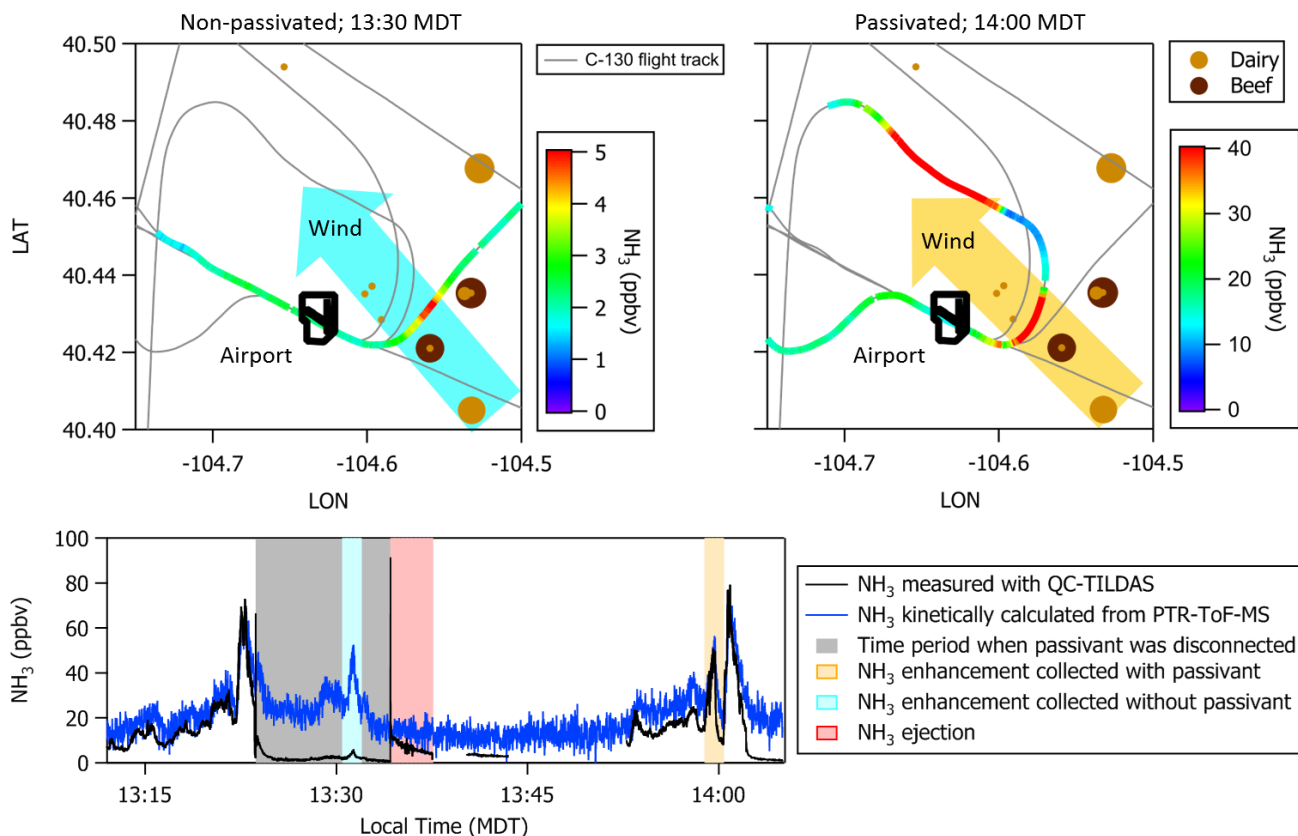 Non-passivated; 13:30 MDT
Passivated; 14:00 MDT
40.50
40.48
40.46
40.44
40.42
40.40
LAT
-104.7
-104.6
-104.5
LON
Wind
Airport
C-130 flight track
5
4
3
2
1
0
NH₃ (ppbv)
-104.7
-104.6
-104.5
LON
Wind
Airport
Dairy
Beef
40
30
20
10
0
NH₃ (ppbv)
100
80
60
40
20
0
NH₃ (ppbv)
13:15
13:30
13:45
14:00
Local Time (MDT)
NH₃ measured with QC-TILDAS
NH₃ kinetically calculated from PTR-ToF-MS
Time period when passivant was disconnected
NH₃ enhancement collected with passivant
NH₃ enhancement collected without passivant
NH₃ ejection